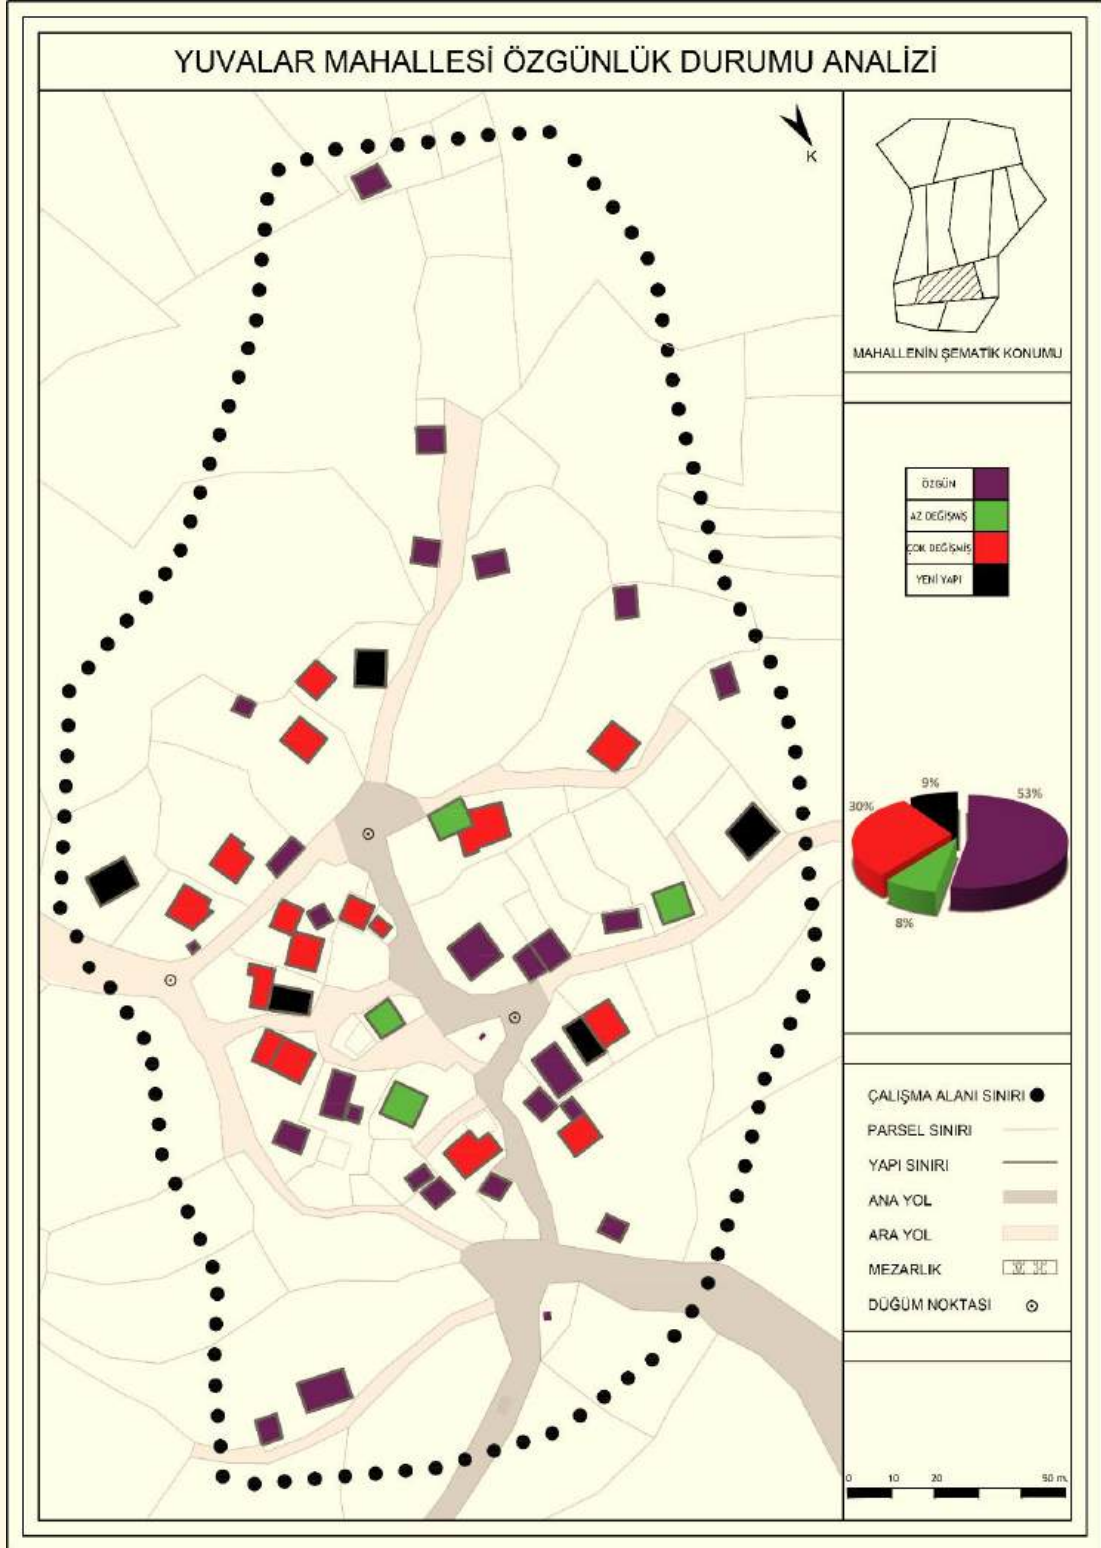 YUVALAR MAHALLESİ ÖZGÜNLÜK DURUMU ANALİZİ
K
MAHALLENİN ŞEMATİK KONUMU
ÖZGÜN
AZ DEĞİŞMİŞ
ÇOK DEĞİŞMİŞ
YENİ YAPI
9%
53%
30%
8%
ÇALIŞMA ALANI SINIRI
PARSEL SINIRI
YAPI SINIRI
ANA YOL
ARA YOL
MEZARLIK
DÜĞÜM NOKTASI
0 10 20 50 m.